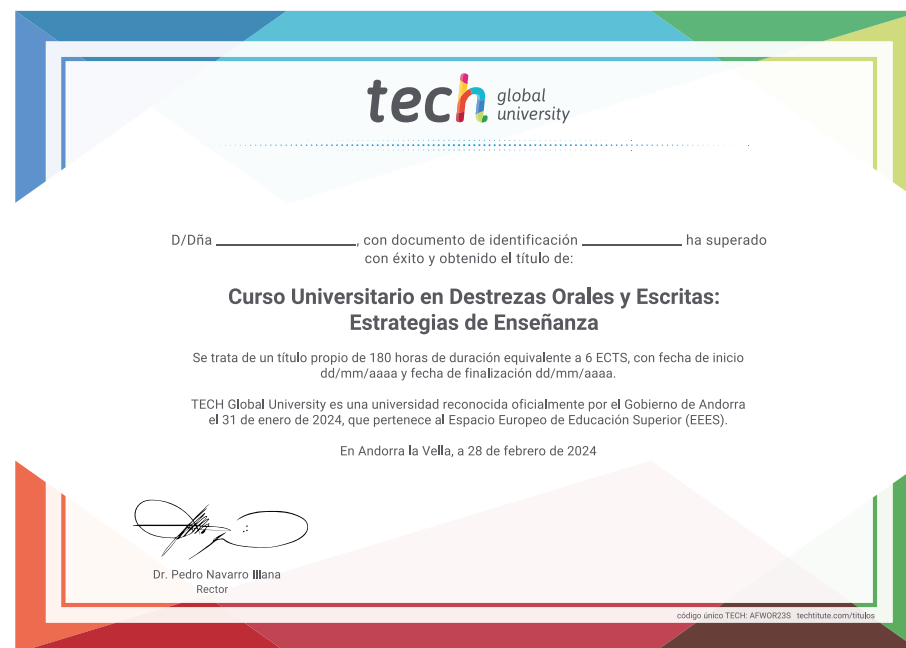 tech global
university
D/Dña ____________________, con documento de identificación ______________ ha superado
con éxito y obtenido el título de:
Curso Universitario en Destrezas Orales y Escritas:
Estrategias de Enseñanza
Se trata de un título propio de 180 horas de duración equivalente a 6 ECTS, con fecha de inicio
dd/mm/aaaa y fecha de finalización dd/mm/aaaa.
TECH Global University es una universidad reconocida oficialmente por el Gobierno de Andorra
el 31 de enero de 2024, que pertenece al Espacio Europeo de Educación Superior (EEES).
En Andorra la Vella, a 28 de febrero de 2024
Dr. Pedro Navarro Illana
Rector
código único TECH: AFWOR23S techtitute.com/titulos